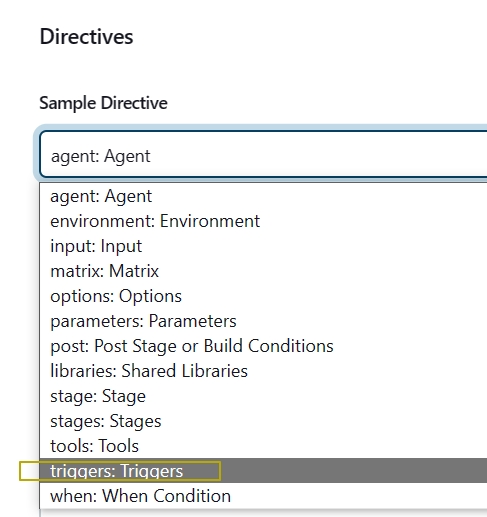 Directives
Sample Directive
agent: Agent
agent: Agent
environment: Environment
input: Input
matrix: Matrix
options: Options
parameters: Parameters
post: Post Stage or Build Conditions
libraries: Shared Libraries
stage: Stage
stages: Stages
tools: Tools
triggers: Triggers
when: When Condition